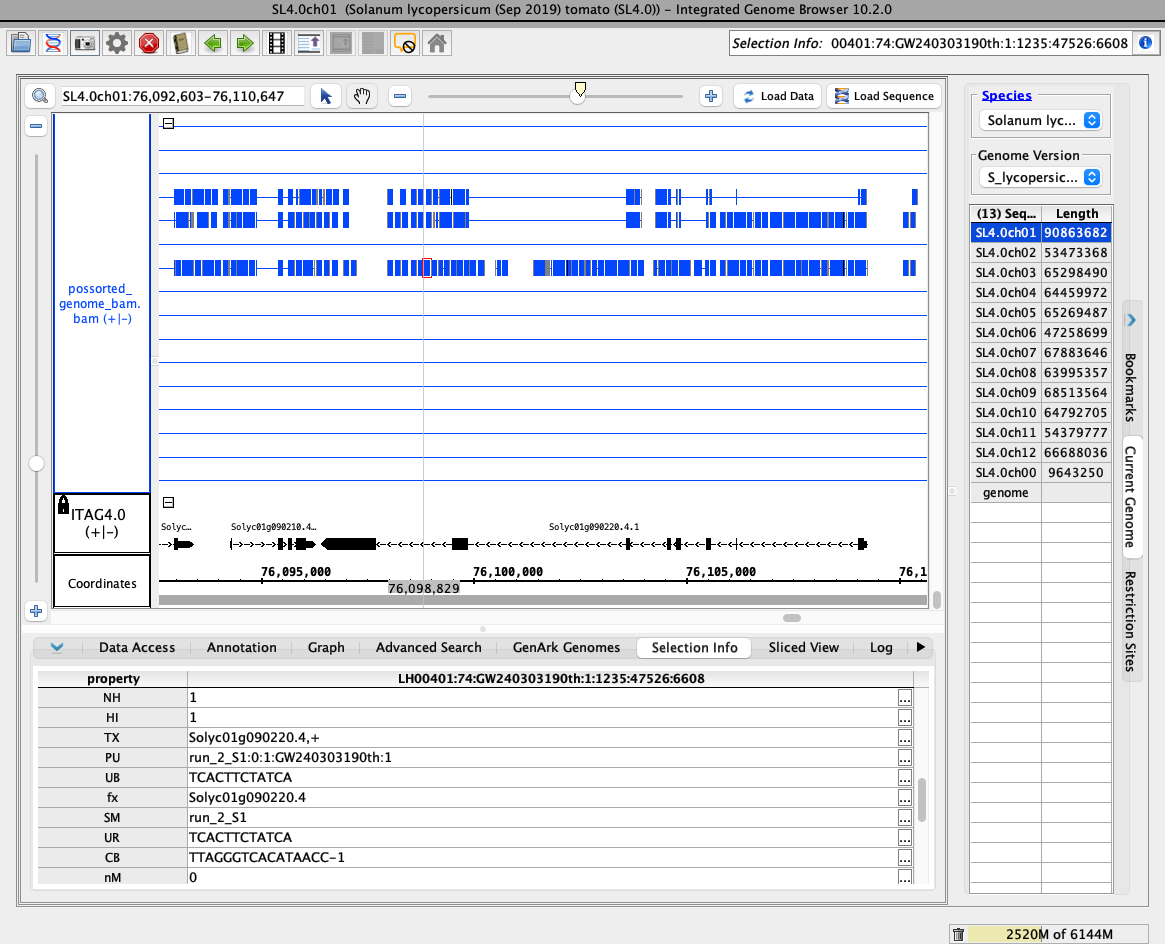 SL4.0ch01 (Solanum lycopersicum (Sep 2019) tomato (SL4.0)) - Integrated Genome Browser 10.2.0
Selection Info: 00401:74:GW240303190th:1:1235:47526:6608
SL4.0ch01:76,092,603-76,110,647
Load Data
Load Sequence
possorted_
genome_bam.
bam (+|-)
ITAG4.0
(+|-)
Solyc...
Solyc01g090210.4...
Solyc01g090220.4.1
Coordinates
76,095,000
76,100,000
76,105,000
76,1
76,098,829
Species
Solanum lyc...
Genome Version
S_lycopersic...
(13) Seq... Length
SL4.0ch01 90863682
SL4.0ch02 53473368
SL4.0ch03 65298490
SL4.0ch04 64459972
SL4.0ch05 65269487
SL4.0ch06 47258699
SL4.0ch07 67883646
SL4.0ch08 63995357
SL4.0ch09 68513564
SL4.0ch10 64792705
SL4.0ch11 54379777
SL4.0ch12 66688036
SL4.0ch00 9643250
genome
Bookmarks
Current Genome
Restriction Sites
Data Access
Annotation
Graph
Advanced Search
GenArk Genomes
Selection Info
Sliced View
Log
property LH00401:74:GW240303190th:1:1235:47526:6608
NH 1 ...
HI 1 ...
TX Solyc01g090220.4,+ ...
PU run_2_S1:0:1:GW240303190th:1 ...
UB TCACTTCTATCA ...
fx Solyc01g090220.4 ...
SM run_2_S1 ...
UR TCACTTCTATCA ...
CB TTAGGGTCACATAACC-1 ...
nM 0 ...
2520M of 6144M